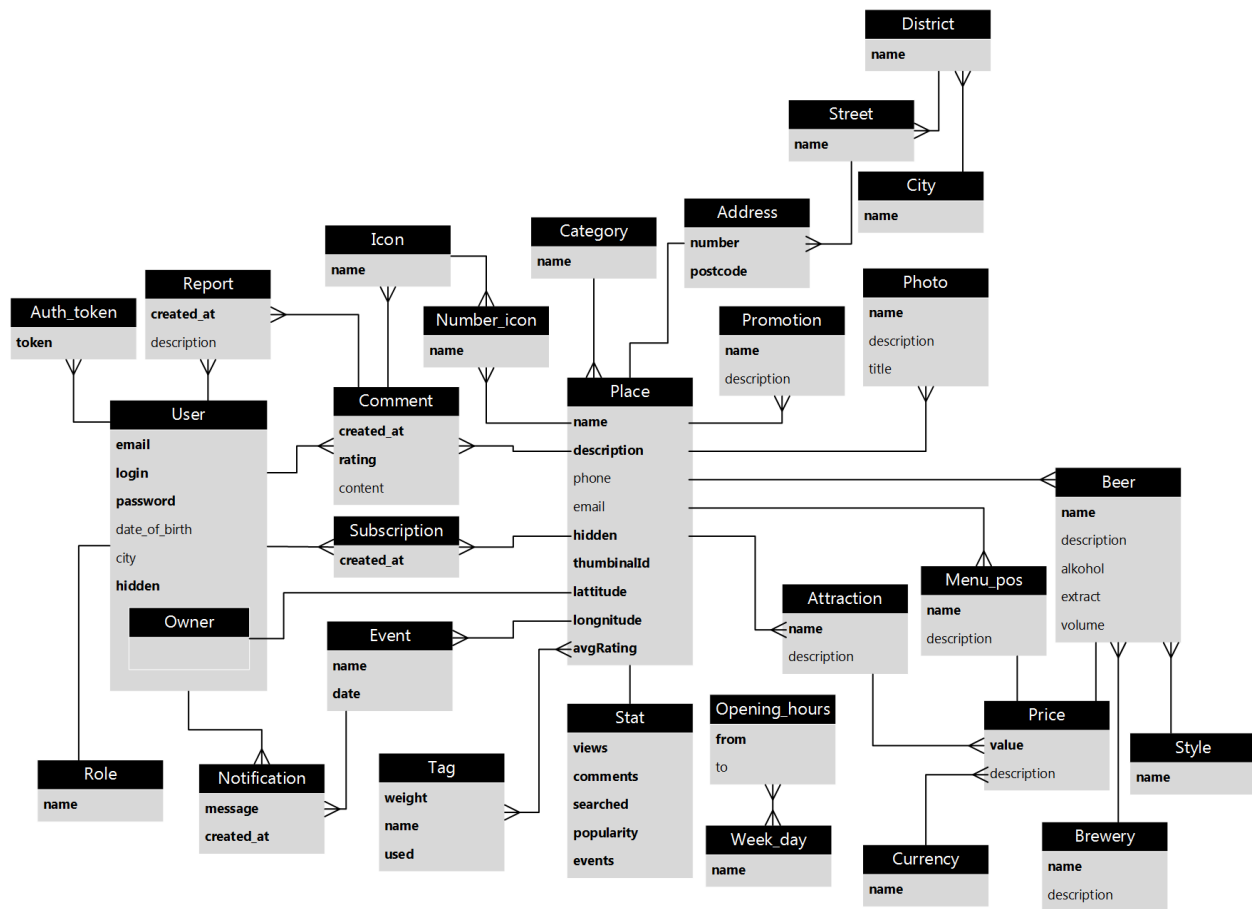 District
name
Street
name
City
name
Address
number
postcode
Category
name
Icon
name
Report
created_at
description
Auth_token
token
Number_icon
name
Promotion
name
description
Photo
name
description
title
User
email
login
password
date_of_birth
city
hidden
Owner
Comment
created_at
rating
content
Subscription
created_at
Place
name
description
phone
email
hidden
thumbinalId
lattitude
longnitude
avgRating
Beer
name
description
alkohol
extract
volume
Menu_pos
name
description
Attraction
name
description
Event
name
date
Stat
views
comments
searched
popularity
events
Opening_hours
from
to
Week_day
name
Price
value
description
Style
name
Role
name
Notification
message
created_at
Tag
weight
name
used
Currency
name
Brewery
name
description